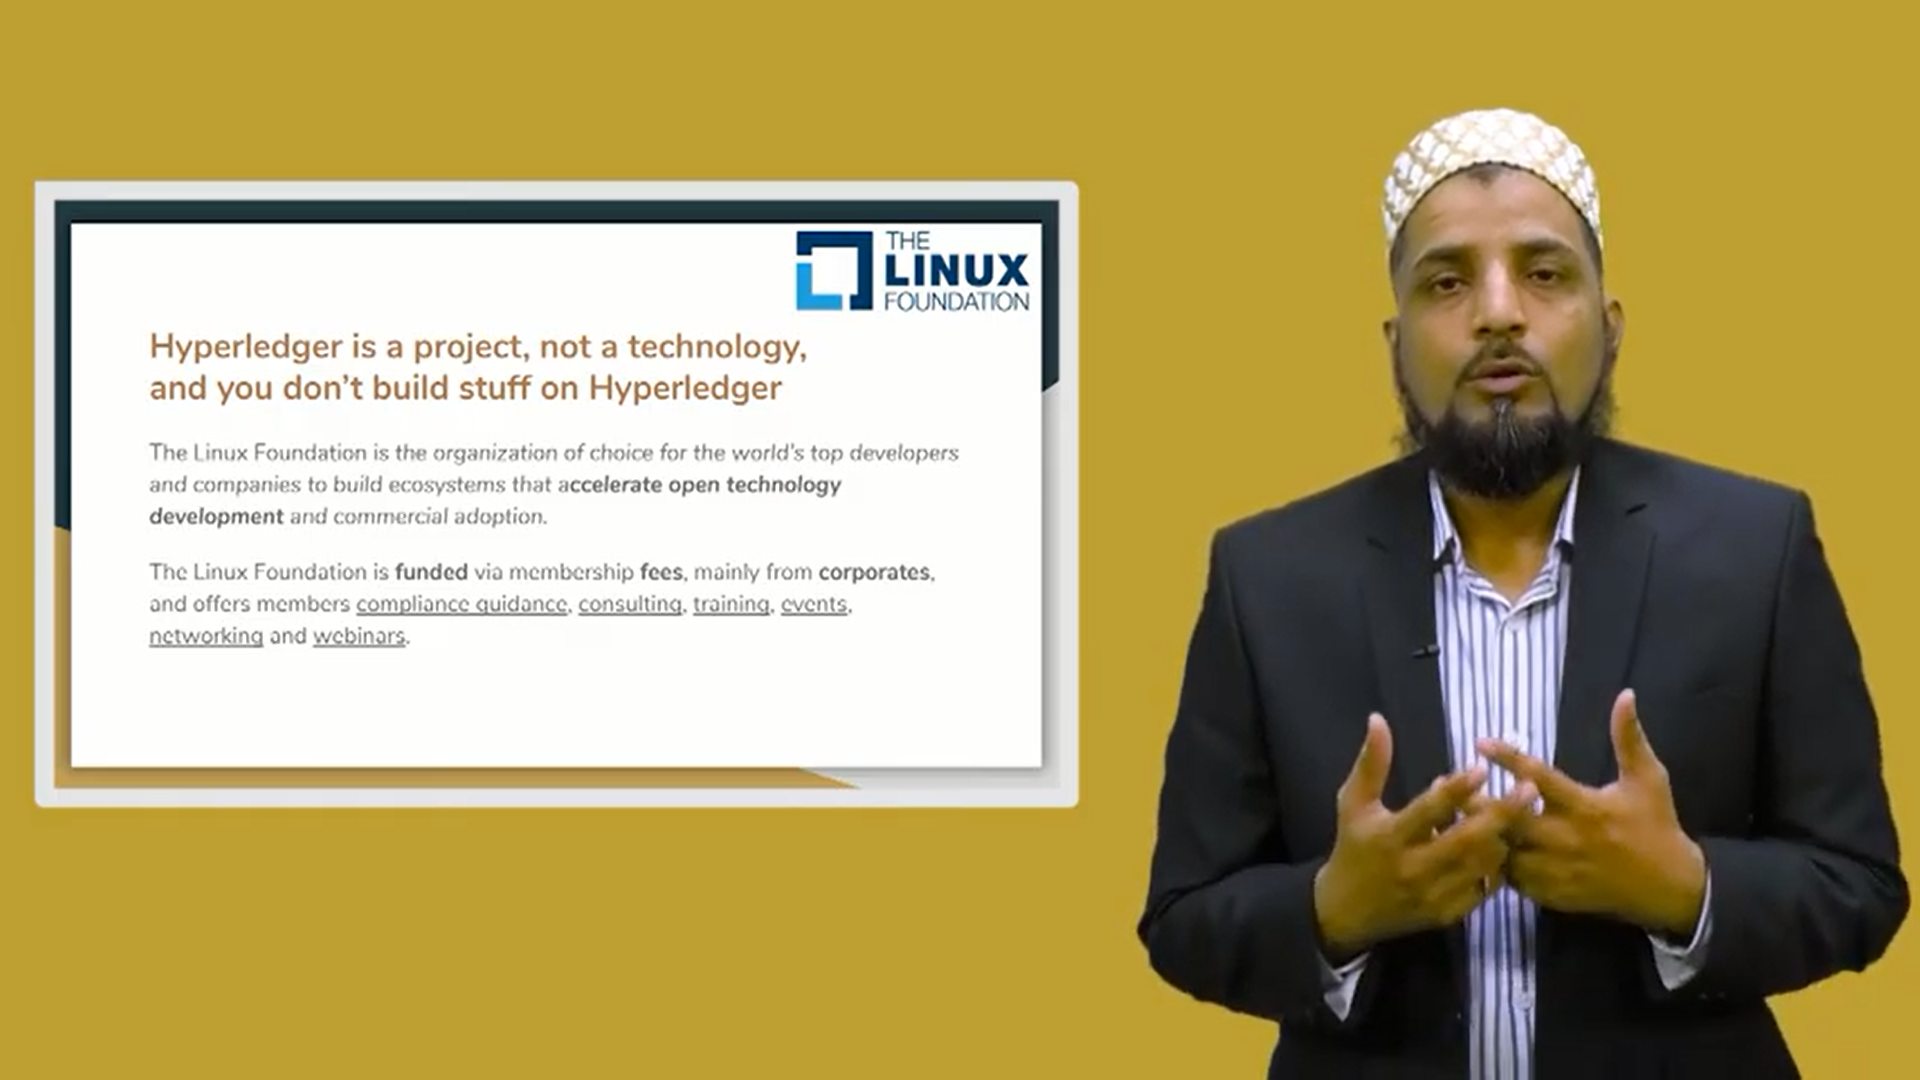 THE
LINUX
FOUNDATION
Hyperledger is a project, not a technology,
and you don't build stuff on Hyperledger
The Linux Foundation is the organization of choice for the world's top developers
and companies to build ecosystems that accelerate open technology
development and commercial adoption.
The Linux Foundation is funded via membership fees, mainly from corporates,
and offers members compliance guidance, consulting, training, events,
networking and webinars.